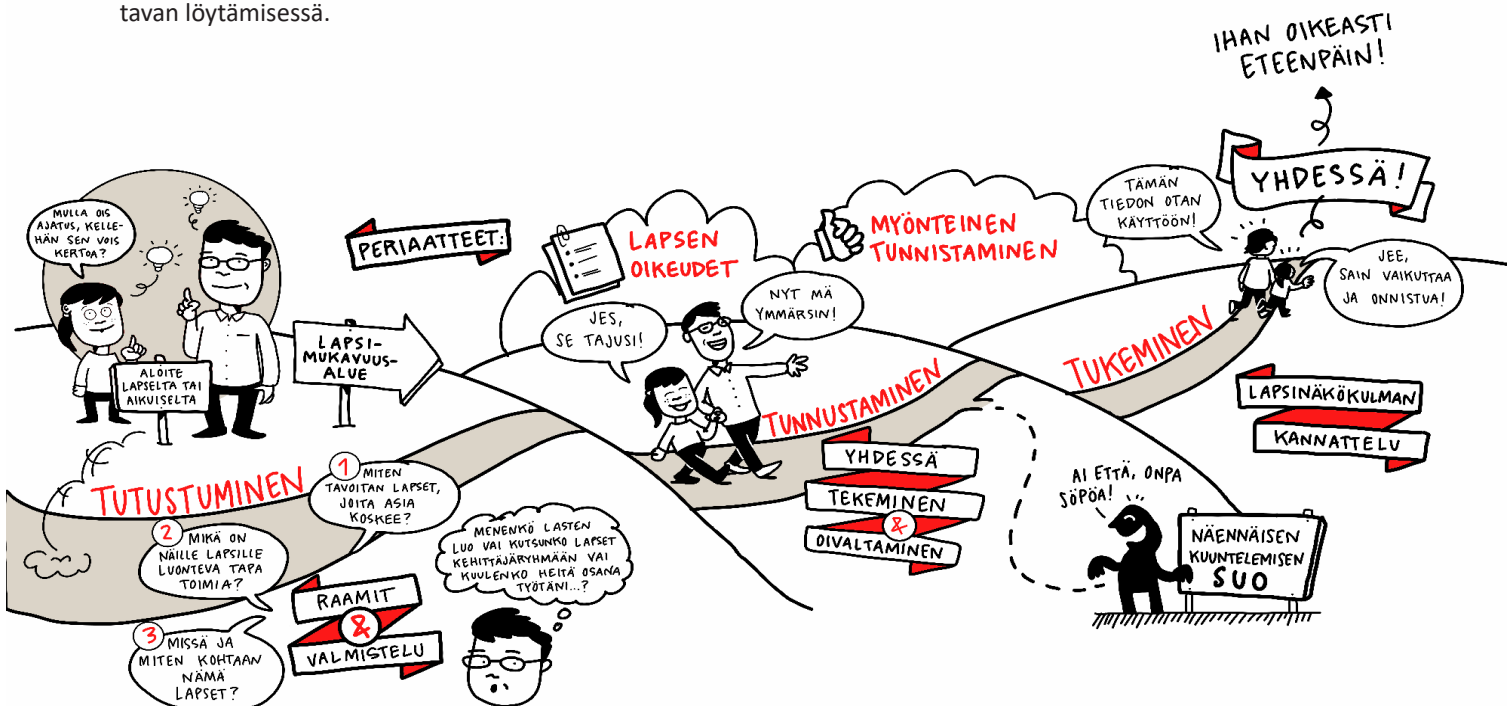 tavan löytämisessä.
MULLA OIS
AJATUS, KELLE-
HÄN SEN VOIS
KERTOA?
ALOITE
LAPSELTA TAI
AIKUISELTA
LAPSI-
MUKAVUUS-
ALUE
PERIAATTEET:
LAPSEN
OIKEUDET
MYÖNTEINEN
TUNNISTAMINEN
JES,
SE TAJUSI!
NYT MÄ
YMMÄRSIN!
TÄMÄN
TIEDON OTAN
KÄYTTÖÖN!
IHAN OIKEASTI
ETEENPÄIN!
YHDESSÄ!
JEE,
SAIN VAIKUTTAA
JA ONNISTUA!
TUTUSTUMINEN
1 MITEN
TAVOITAN LAPSET,
JOITA ASIA
KOSKEE?
2 MIKÄ ON
NÄILLE LAPSILLE
LUONTEVA TAPA
TOIMIA?
3 MISSÄ JA
MITEN KOHTAAN
NÄMÄ
LAPSET?
RAAMIT
&
VALMISTELU
MENENKÖ LASTEN
LUO VAI KUTSUNKO LAPSET
KEHITTÄJÄRYHMÄÄN VAI
KUULENKO HEITÄ OSANA
TYÖTÄNI...?
TUNNUSTAMINEN
YHDESSÄ
TEKEMINEN
&
OIVALTAMINEN
TUKEMINEN
LAPSINÄKÖKULMAN
KANNATTELU
AI ETTÄ, ONPA
SÖPÖÄ!
NÄENNÄISEN
KUUNTELEMISEN
SUO